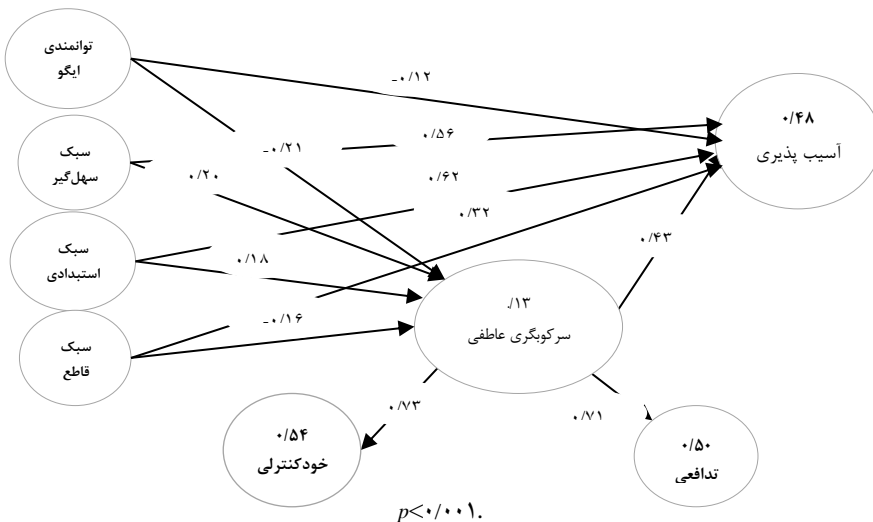 توانمندی
ایگو
-۰/۱۲
۰/۴۸
آسیب پذیری
سبک
سهل‌گیر
-۰/۲۱
۰/۵۶
۰/۲۰
۰/۶۲
۰/۳۲
سبک
استبدادی
۰/۱۸
۰/۴۳
۰/۱۳
سرکوبگری عاطفی
سبک
قاطع
-۰/۱۶
۰/۷۳
۰/۷۱
۰/۵۴
خودکنترلی
۰/۵۰
تدافعی
p<۰/۰۰۱.